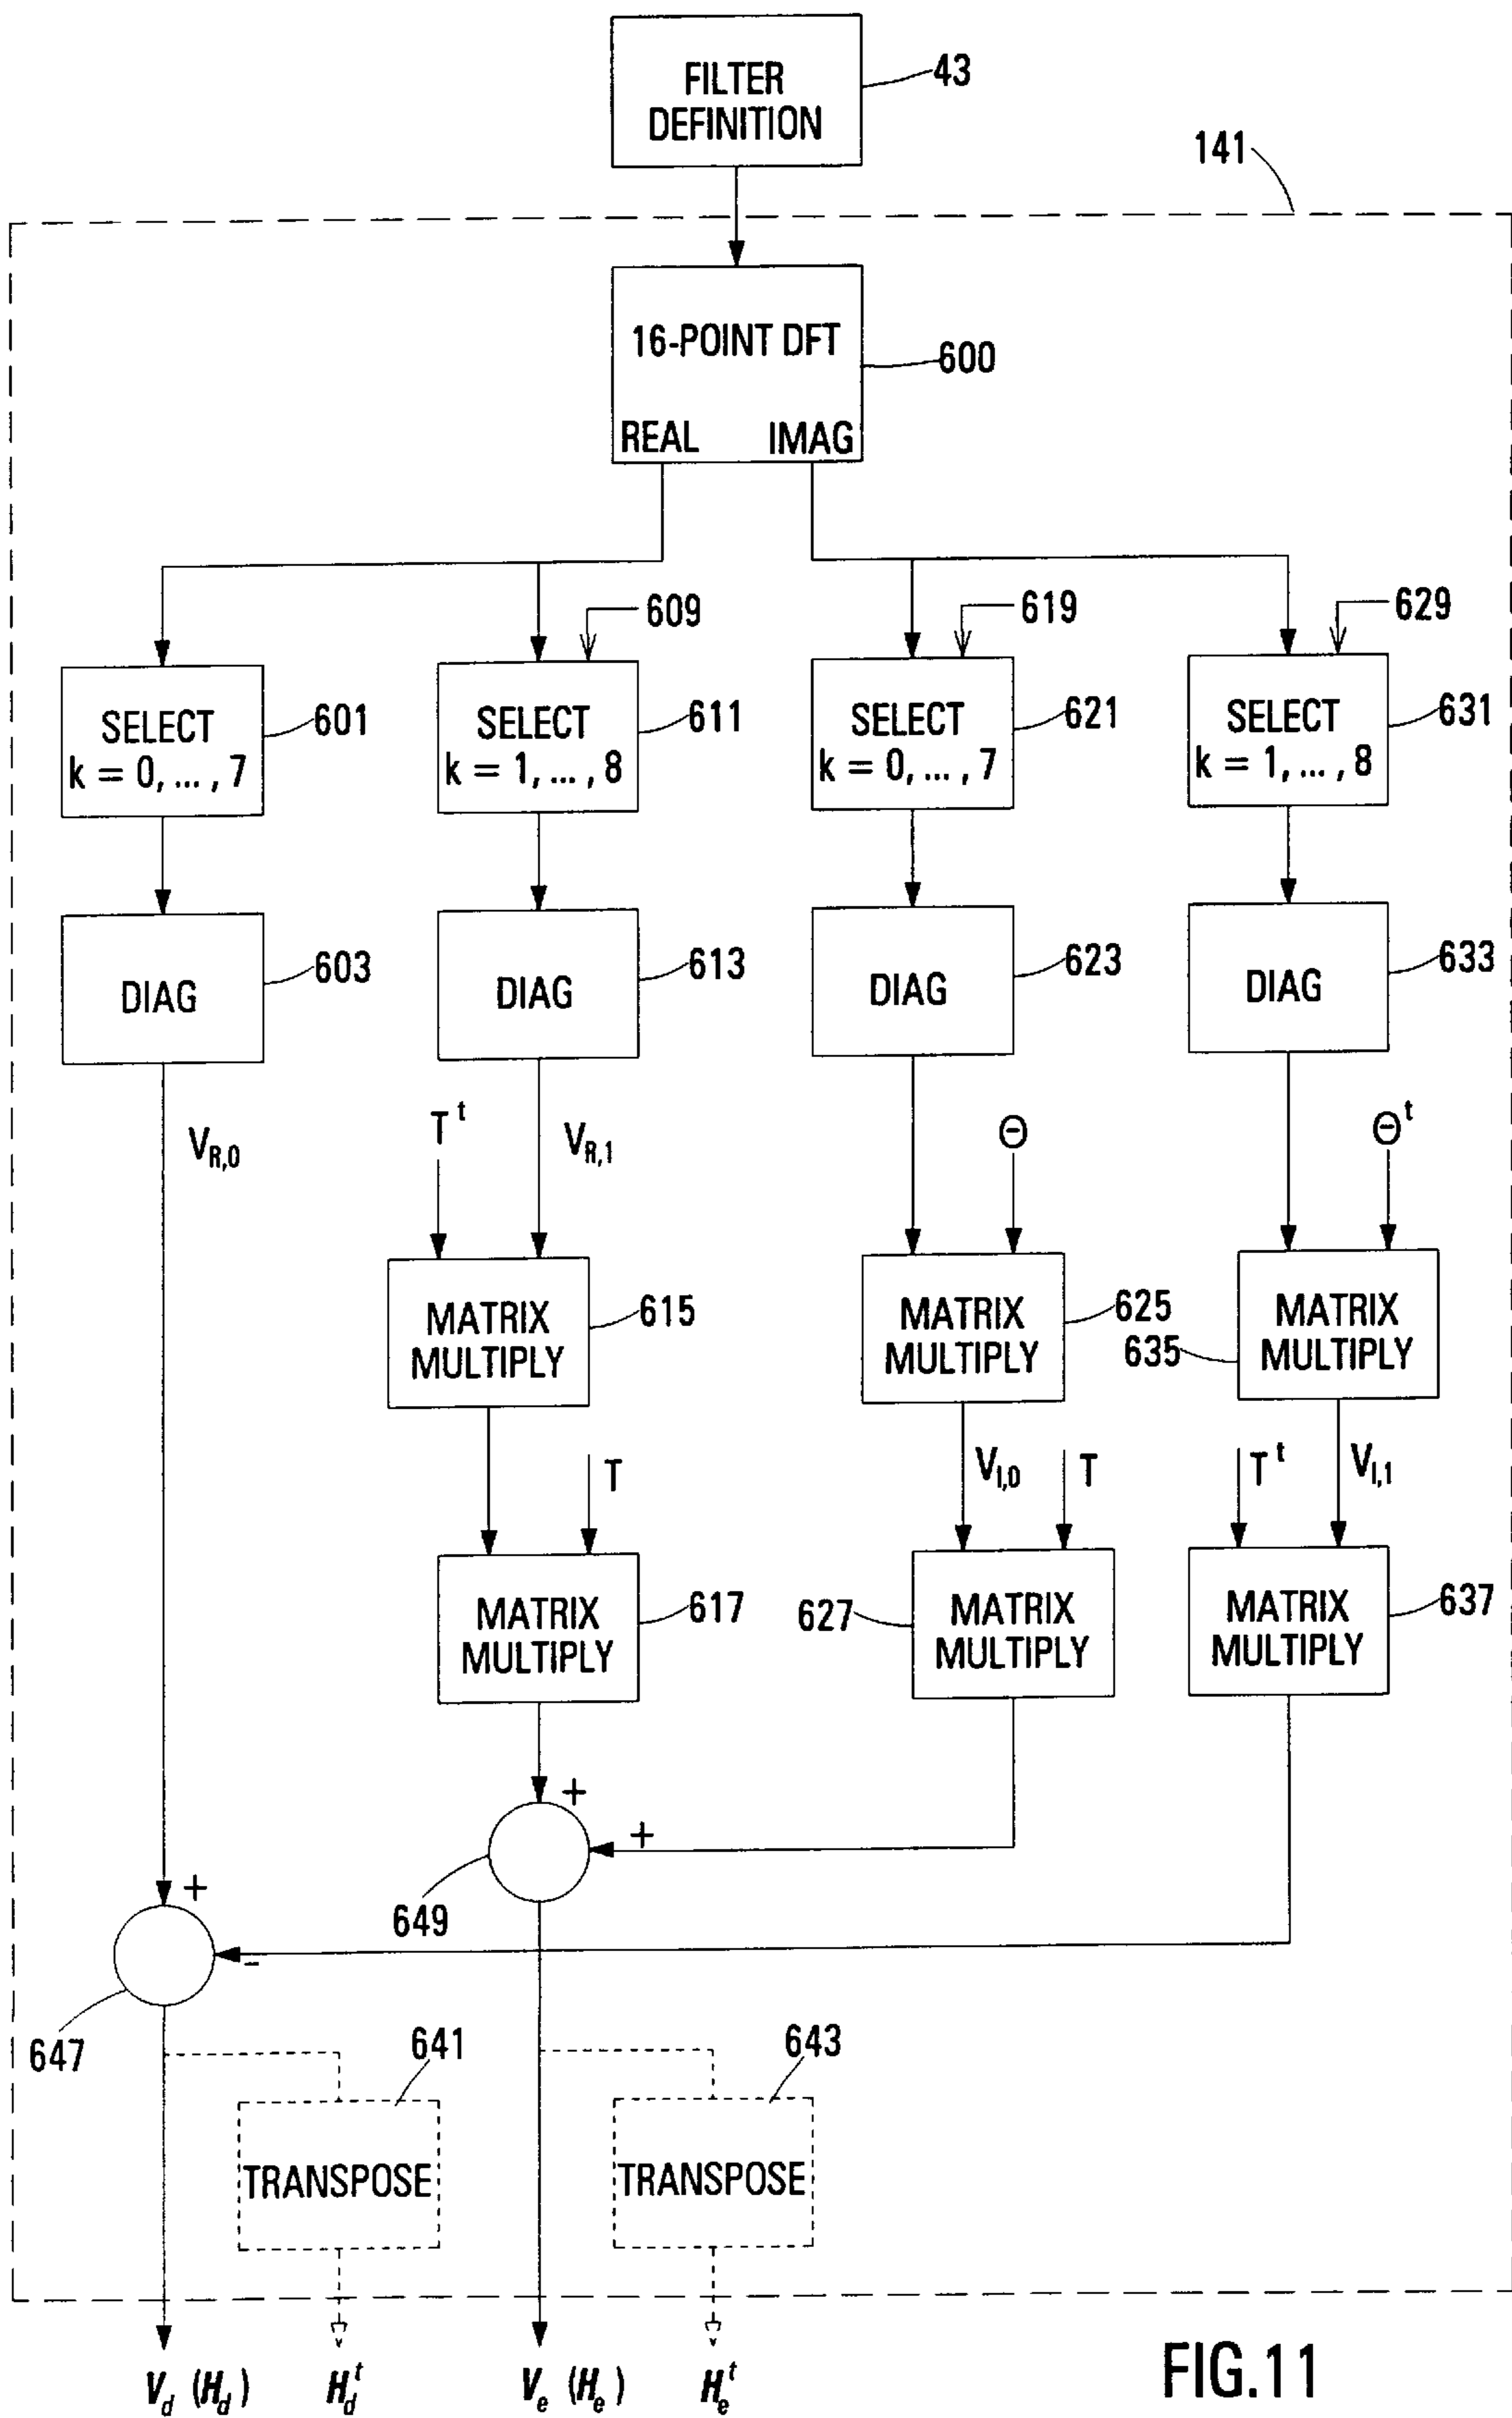 FILTER
DEFINITION
43
141
16-POINT DFT
REAL IMAG
600
609
619
629
SELECT
k = 0, ... , 7
601
SELECT
k = 1, ... , 8
611
SELECT
k = 0, ... , 7
621
SELECT
k = 1, ... , 8
631
DIAG
603
DIAG
613
DIAG
623
DIAG
633
V_R,0
T^t
V_R,1
Θ
Θ^t
MATRIX
MULTIPLY
615
MATRIX
MULTIPLY
625
635
MATRIX
MULTIPLY
T
V_I,0
T
T^t
V_I,1
MATRIX
MULTIPLY
617
627
MATRIX
MULTIPLY
MATRIX
MULTIPLY
637
+
+
649
+
-
647
641
643
TRANSPOSE
TRANSPOSE
V_d (H_d)
H_d^t
V_e (H_e)
H_e^t
FIG.11